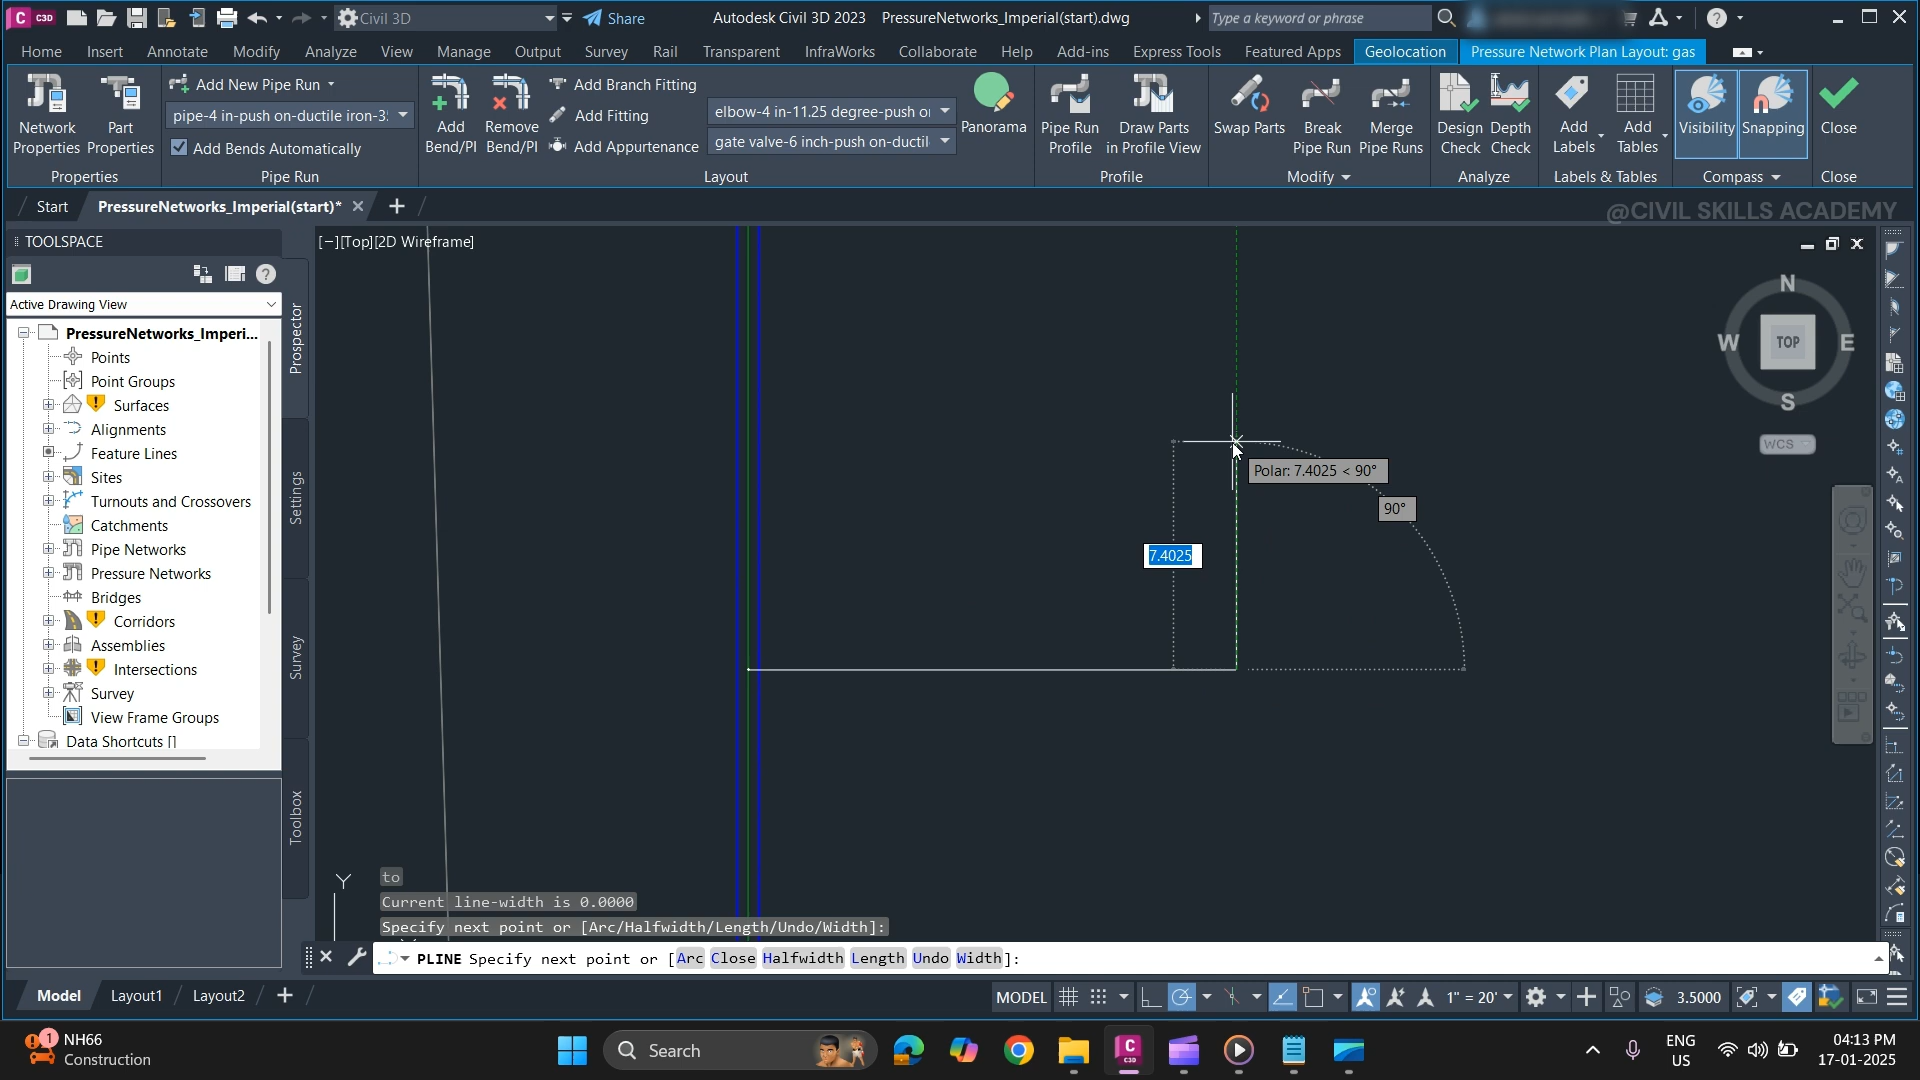 C C3D Civil 3D Share Autodesk Civil 3D 2023 PressureNetworks_Imperial(start).dwg Type a keyword or phrase
Home Insert Annotate Modify Analyze View Manage Output Survey Rail Transparent InfraWorks Collaborate Help Add-ins Express Tools Featured Apps Geolocation Pressure Network Plan Layout: gas
Network Properties
Part Properties
Properties
Add New Pipe Run
pipe-4 in-push on-ductile iron-3
Add Bends Automatically
Pipe Run
Add Bend/PI
Remove Bend/PI
Add Branch Fitting
Add Fitting
Add Appurtenance
elbow-4 in-11.25 degree-push o
gate valve-6 inch-push on-ductil
Layout
Panorama
Pipe Run Profile
Draw Parts in Profile View
Profile
Swap Parts
Break Pipe Run
Merge Pipe Runs
Modify
Design Check
Depth Check
Analyze
Add Labels
Add Tables
Labels & Tables
Visibility
Snapping
Compass
Close
Close
Start PressureNetworks_Imperial(start)*
@CIVIL SKILLS ACADEMY
TOOLSPACE
Active Drawing View
PressureNetworks_Imperi...
Points
Point Groups
Surfaces
Alignments
Feature Lines
Sites
Turnouts and Crossovers
Catchments
Pipe Networks
Pressure Networks
Bridges
Corridors
Assemblies
Intersections
Survey
View Frame Groups
Data Shortcuts []
Prospector
Settings
Survey
Toolbox
[−][Top][2D Wireframe]
N
W TOP E
S
WCS
Polar: 7.4025 < 90°
90°
7.4025
Y
to
Current line-width is 0.0000
Specify next point or [Arc/Halfwidth/Length/Undo/Width]:
PLINE Specify next point or [Arc Close Halfwidth Length Undo Width]:
Model Layout1 Layout2
MODEL 1" = 20' 3.5000
1 NH66
Construction
Search
C C3D
ENG
US
04:13 PM
17-01-2025